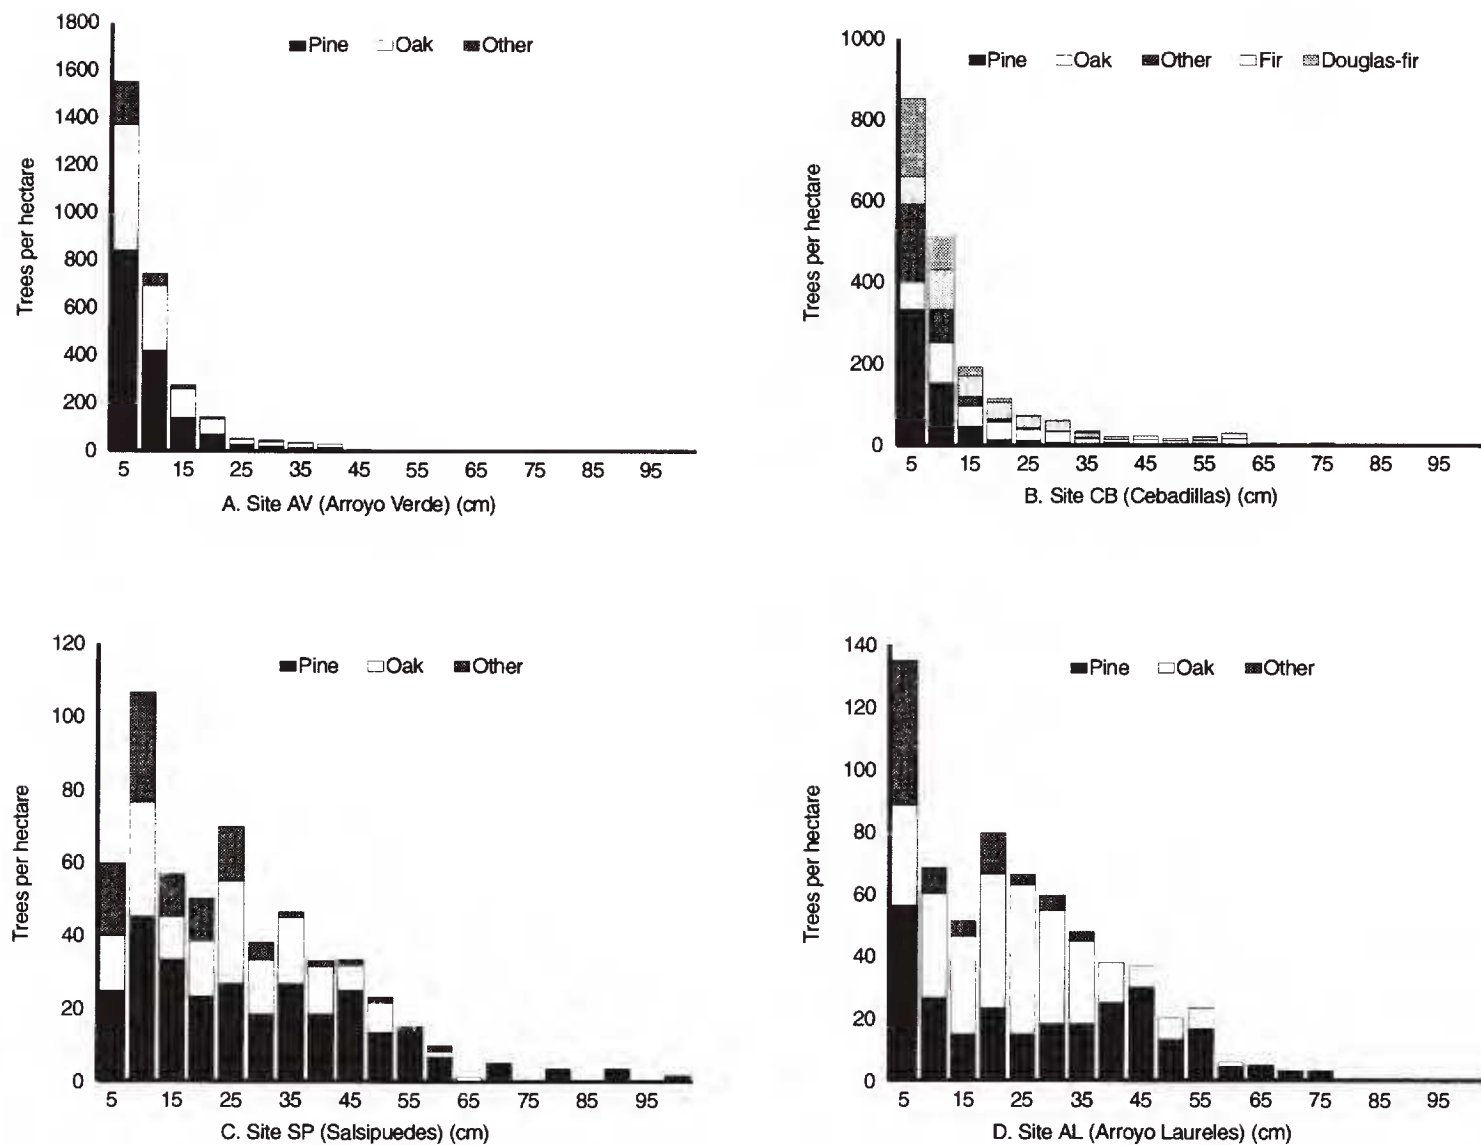 1800
1600
1400
1200
1000
800
600
400
200
0
Trees per hectare
Pine Oak Other
5 15 25 35 45 55 65 75 85 95
A. Site AV (Arroyo Verde) (cm)
1000
800
600
400
200
0
Trees per hectare
Pine Oak Other Fir Douglas-fir
5 15 25 35 45 55 65 75 85 95
B. Site CB (Cebadillas) (cm)
120
100
80
60
40
20
0
Trees per hectare
Pine Oak Other
5 15 25 35 45 55 65 75 85 95
C. Site SP (Salsipuedes) (cm)
140
120
100
80
60
40
20
0
Trees per hectare
Pine Oak Other
5 15 25 35 45 55 65 75 85 95
D. Site AL (Arroyo Laureles) (cm)